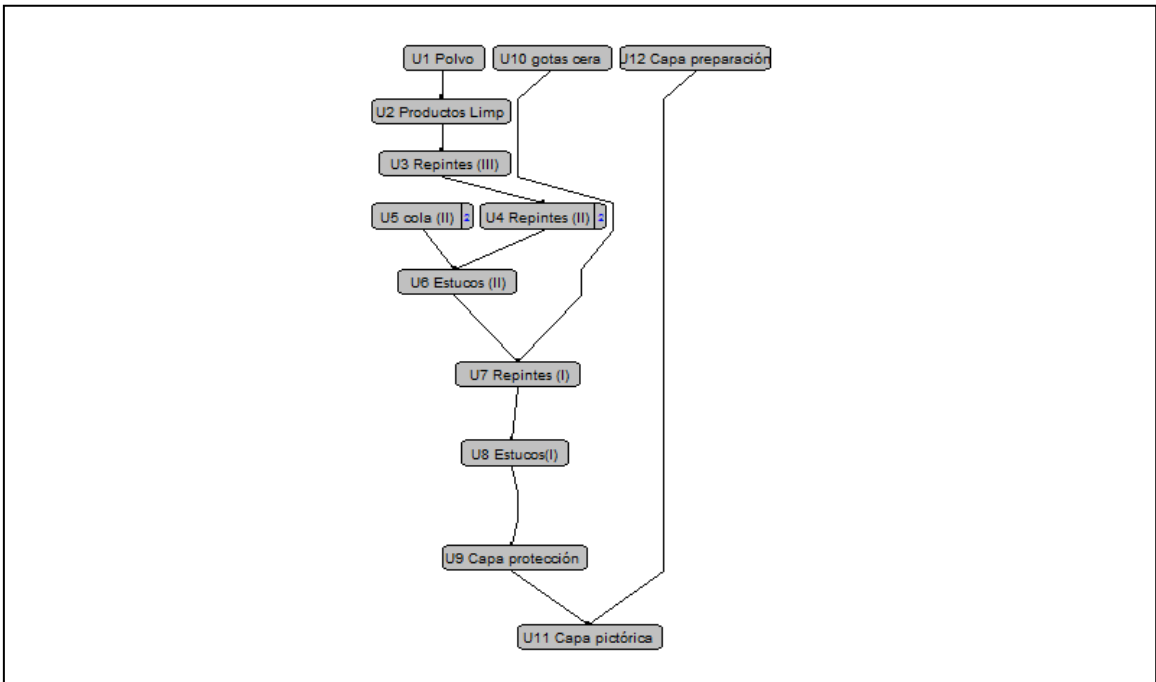 U1 Polvo
U10 gotas cera
U12 Capa preparación
U2 Productos Limp
U3 Repintes (III)
U5 cola (II) 2
U4 Repintes (II) 2
U6 Estucos (II)
U7 Repintes (I)
U8 Estucos(I)
U9 Capa protección
U11 Capa pictórica